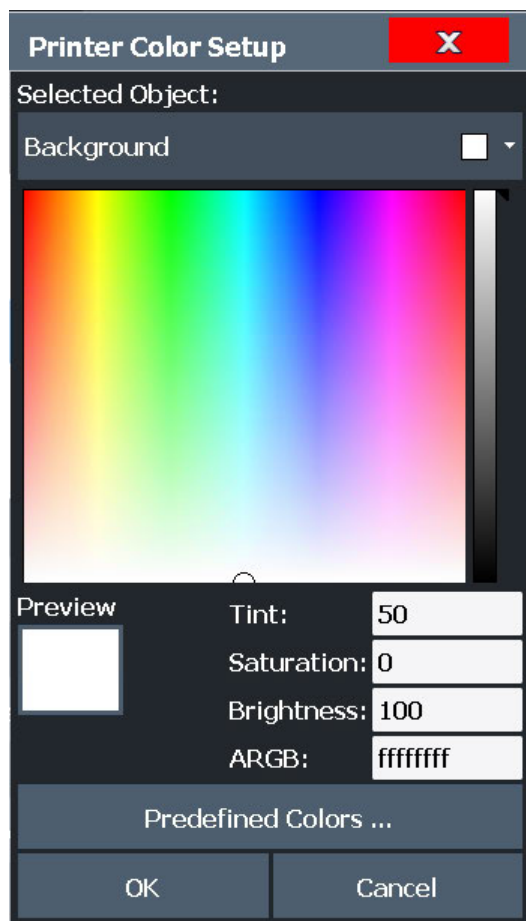 Printer Color Setup X
Selected Object:
Background
Preview
Tint: 50
Saturation: 0
Brightness: 100
ARGB: ffffffff
Predefined Colors ...
OK Cancel